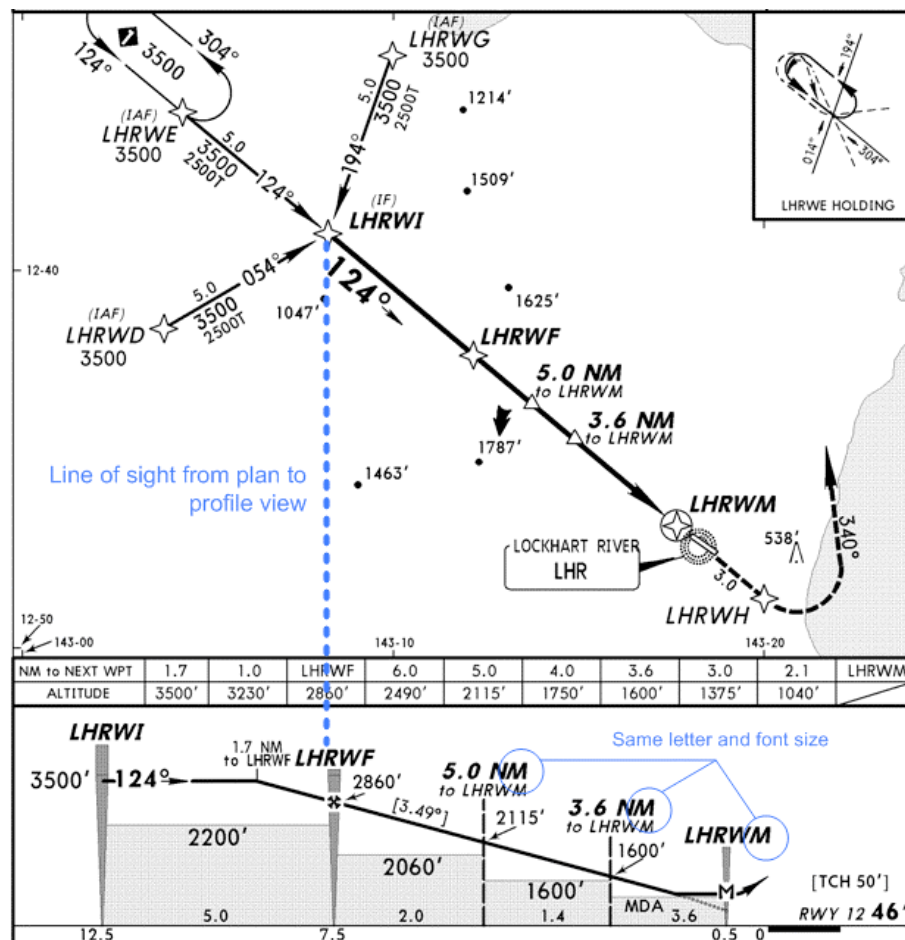 (IAF)
LHRWG
3500
304°
3500
124°
5.0
3500
2500T
194°
1214'
(IAF)
LHRWE
3500
5.0
3500
2500T
124°
1509'
194°
014°
304°
LHRWE HOLDING
(IF)
LHRWI
12-40
124°
054°
5.0
3500
2500T
(IAF)
LHRWD
3500
1047'
1625'
LHRWF
5.0 NM
to LHRWM
3.6 NM
to LHRWM
1787'
1463'
Line of sight from plan to
profile view
LHRWM
LOCKHART RIVER
LHR
538'
340°
3.0
LHRWH
12-50
143-00
143-10
143-20
NM to NEXT WPT 1.7 1.0 LHRWF 6.0 5.0 4.0 3.6 3.0 2.1 LHRWM
ALTITUDE 3500' 3230' 2860' 2490' 2115' 1750' 1600' 1375' 1040'
LHRWI
1.7 NM
to LHRWF
LHRWF
Same letter and font size
3500'
124°
2860'
[3.49°]
5.0 NM
to LHRWM
2115'
3.6 NM
to LHRWM
1600'
LHRWM
2200'
2060'
1600'
MDA
M
[TCH 50']
RWY 12 46'
5.0 2.0 1.4 3.6
12.5 7.5 0.5 0